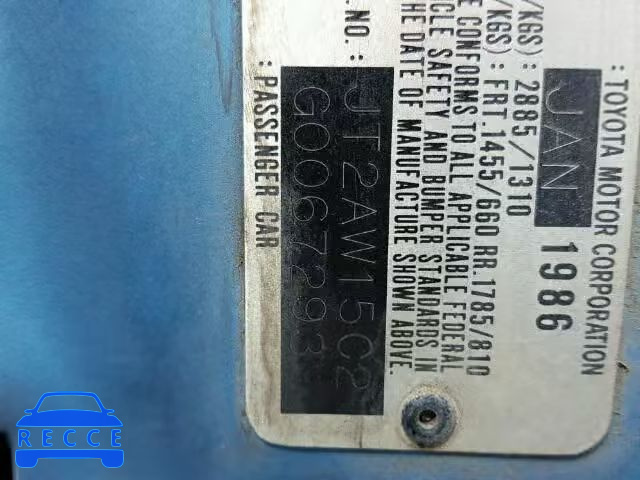 : TOYOTA MOTOR CORPORATION
JAN 1986
/KGS) : 2885/1310
/KGS) : FRT. 1455/660 RR. 1785/810
E CONFORMS TO ALL APPLICABLE FEDERAL
CLE SAFETY AND BUMPER STANDARDS IN
THE DATE OF MANUFACTURE SHOWN ABOVE.
.NO.: JT2AW15C2
G0067293
: PASSENGER CAR
RECCE